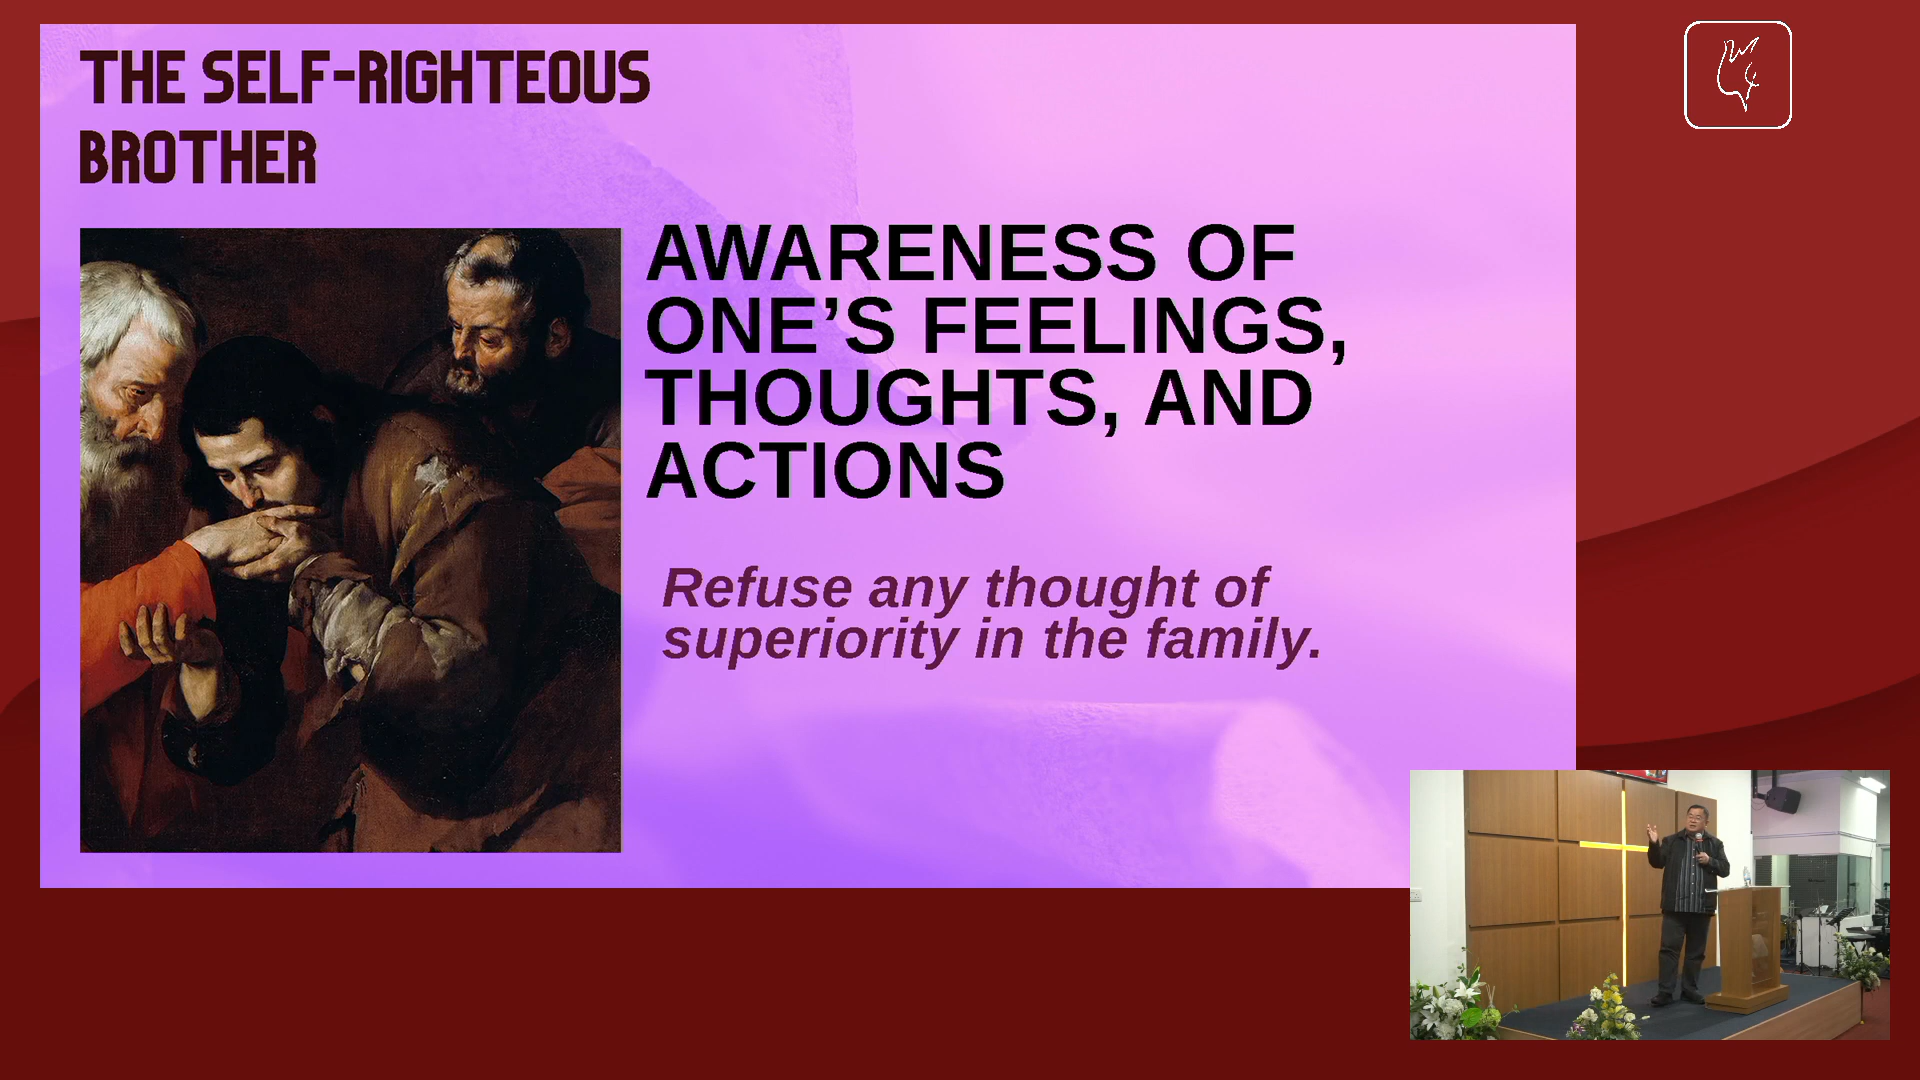 THE SELF-RIGHTEOUS
BROTHER
AWARENESS OF
ONE’S FEELINGS,
THOUGHTS, AND
ACTIONS
Refuse any thought of
superiority in the family.